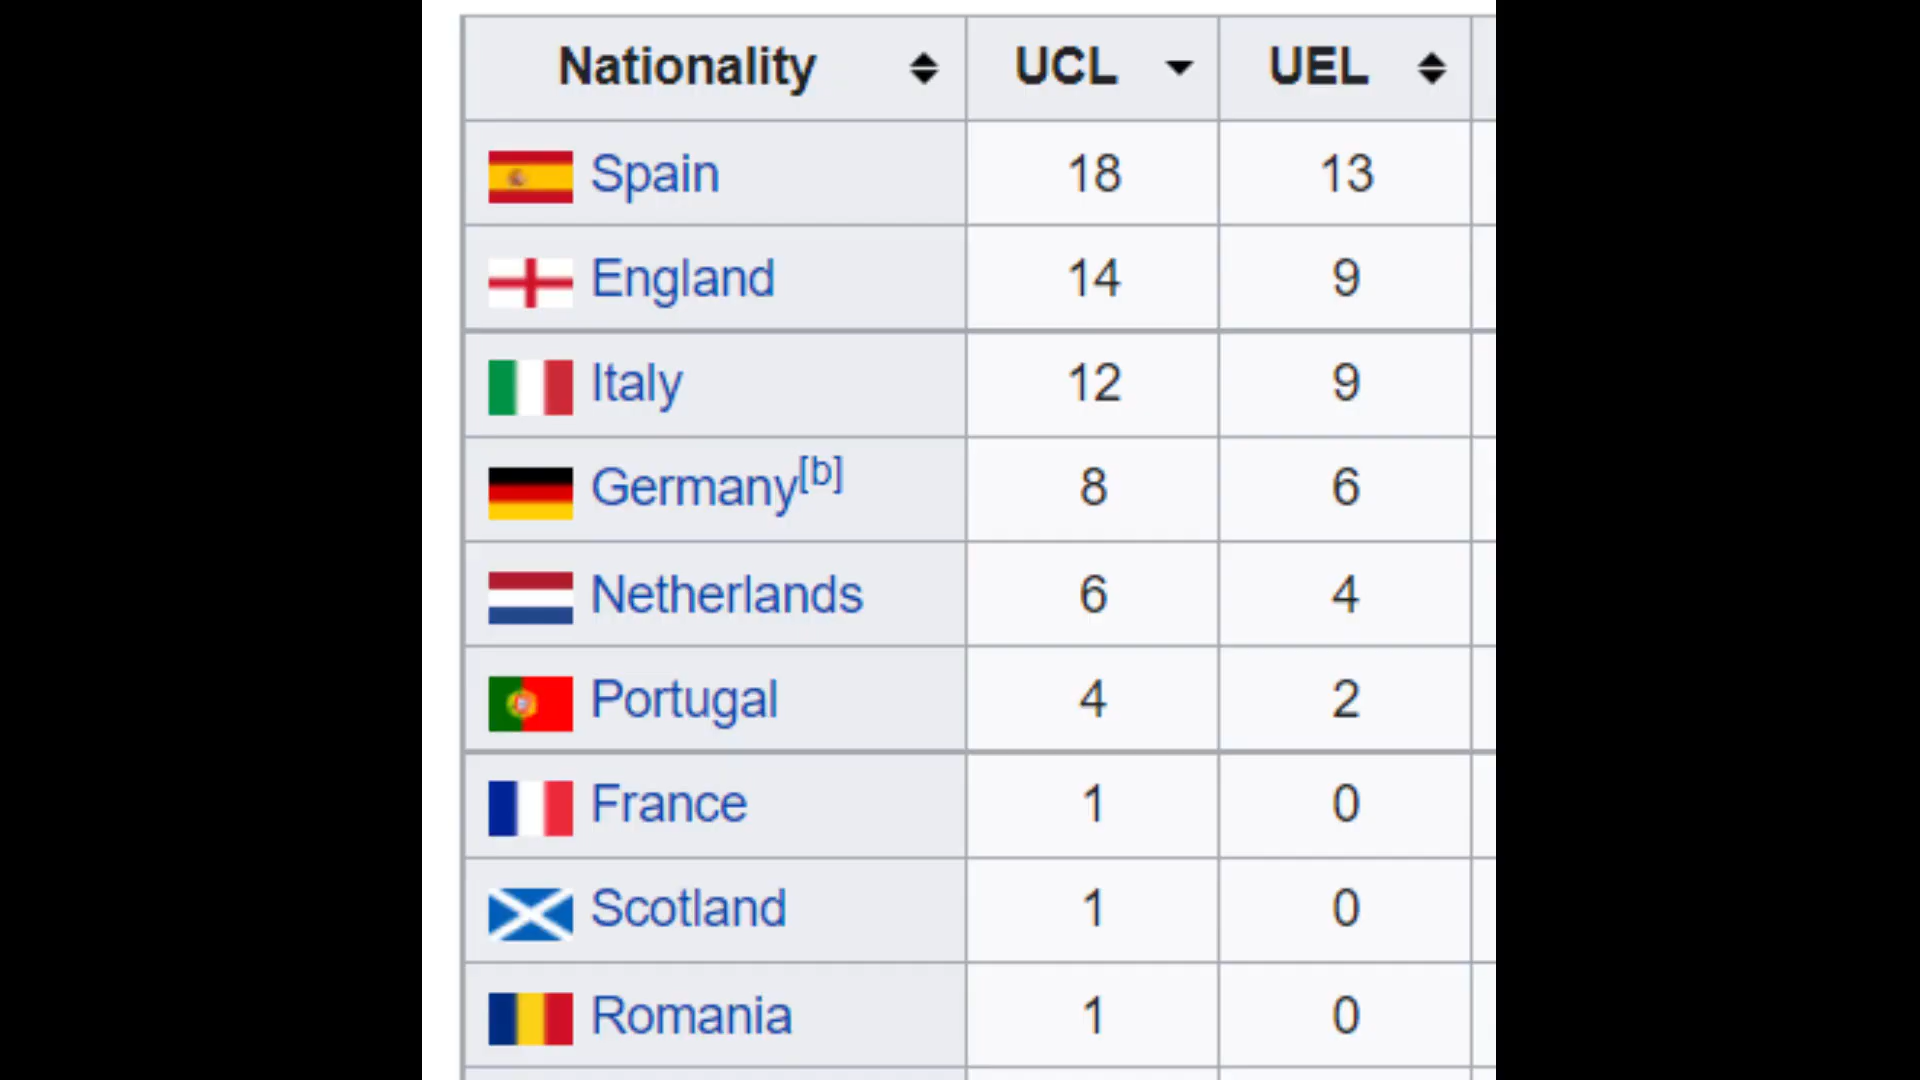 Nationality UCL UEL
Spain 18 13
England 14 9
Italy 12 9
Germany[b] 8 6
Netherlands 6 4
Portugal 4 2
France 1 0
Scotland 1 0
Romania 1 0